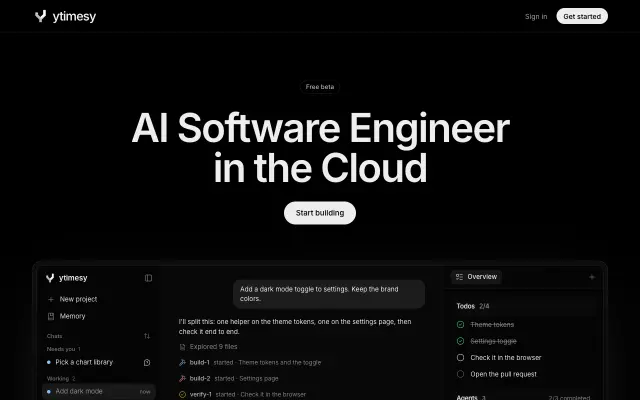 ytimesy
Sign in
Get started
Free beta
AI Software Engineer
in the Cloud
Start building
ytimesy
New project
Memory
Chats
Needs you 1
Pick a chart library
Working 2
Add dark mode now
Add a dark mode toggle to settings. Keep the brand
colors.
I'll split this: one helper on the theme tokens, one on the settings page, then
check it end to end.
Explored 9 files
build-1 started · Theme tokens and the toggle
build-2 started · Settings page
verify-1 started · Check it in the browser
Overview
Todos 2/4
Theme tokens
Settings toggle
Check it in the browser
Open the pull request
Agents 3 2/3 completed